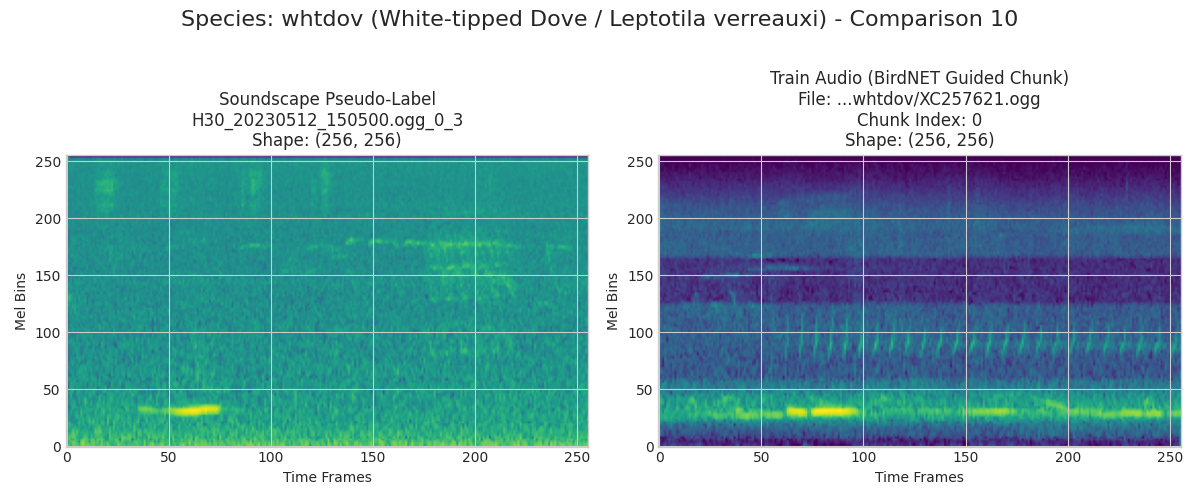 Species: whtdov (White-tipped Dove / Leptotila verreauxi) - Comparison 10
Soundscape Pseudo-Label
H30_20230512_150500.ogg_0_3
Shape: (256, 256)
Train Audio (BirdNET Guided Chunk)
File: ...whtdov/XC257621.ogg
Chunk Index: 0
Shape: (256, 256)
250
200
150
100
50
0
Mel Bins
0 50 100 150 200 250
Time Frames
250
200
150
100
50
0
Mel Bins
0 50 100 150 200 250
Time Frames